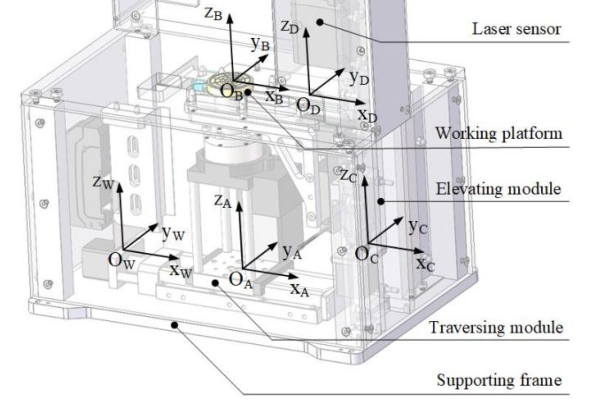 z_B
z_D
Laser sensor
y_B
y_D
O_B
x_B
O_D
x_D
Working platform
z_W
z_A
z_C
Elevating module
y_W
y_A
y_C
O_W
x_W
O_A
x_A
O_C
x_C
Traversing module
Supporting frame